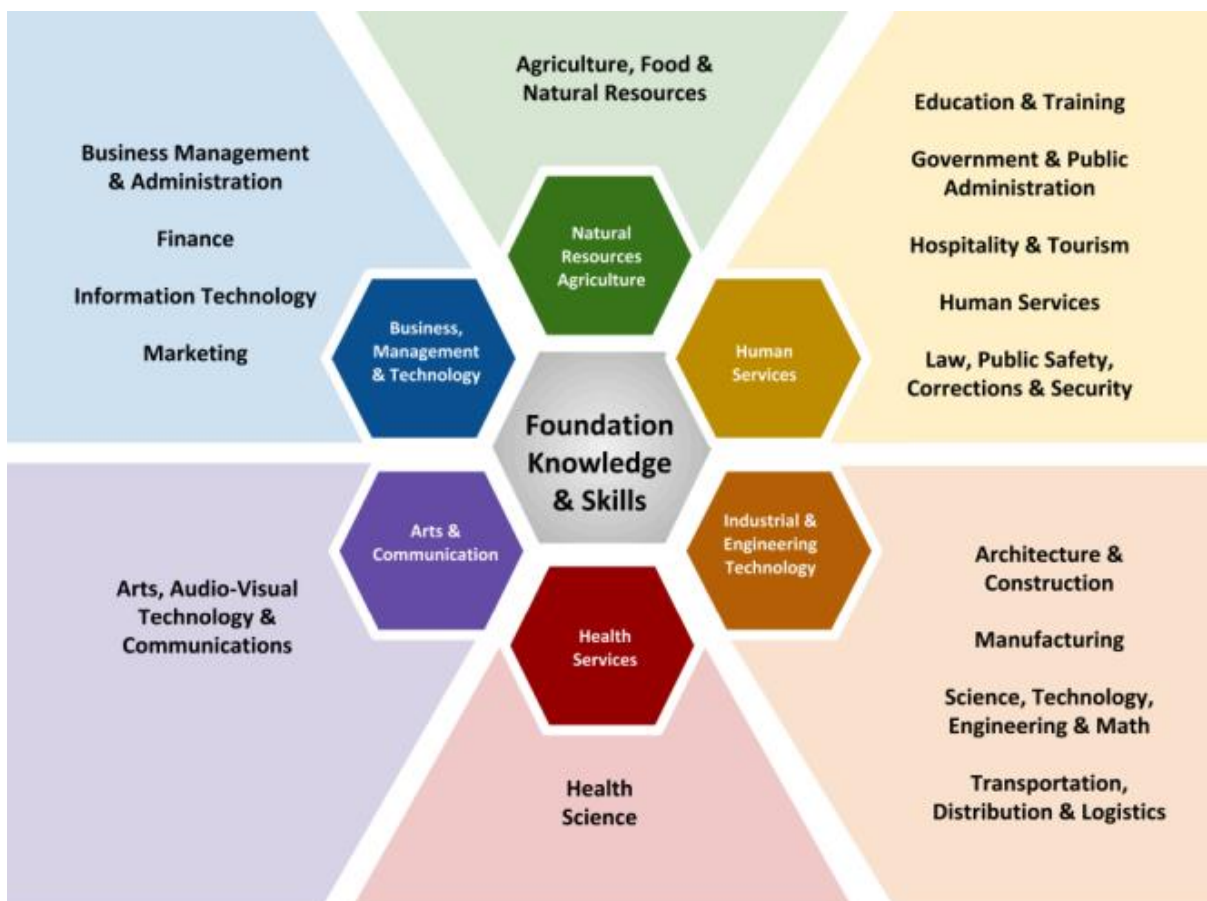 Agriculture, Food &
Natural Resources
Education & Training
Government & Public
Administration
Hospitality & Tourism
Human Services
Law, Public Safety,
Corrections & Security
Business Management
& Administration
Finance
Information Technology
Marketing
Natural
Resources
Agriculture
Business,
Management
& Technology
Human
Services
Foundation
Knowledge
& Skills
Arts &
Communication
Industrial &
Engineering
Technology
Health
Services
Arts, Audio-Visual
Technology &
Communications
Architecture &
Construction
Manufacturing
Science, Technology,
Engineering & Math
Transportation,
Distribution & Logistics
Health
Science